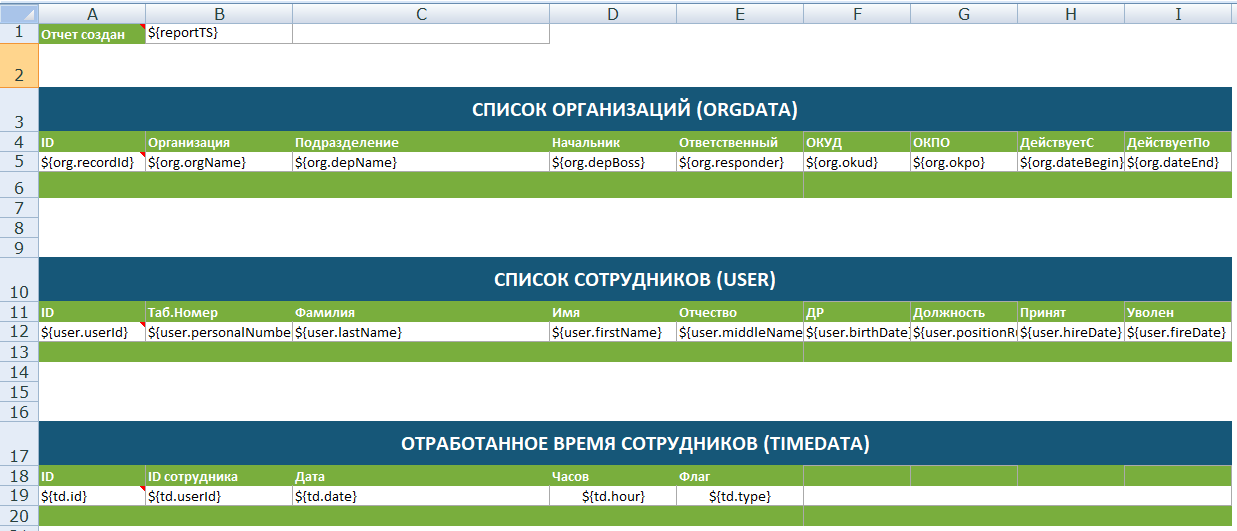 A B C D E F G H I
1 Отчет создан ${reportTS}
2
3 СПИСОК ОРГАНИЗАЦИЙ (ORGDATA)
4 ID Организация Подразделение Начальник Ответственный ОКУД ОКПО ДействуетС ДействуетПо
5 ${org.recordId} ${org.orgName} ${org.depName} ${org.depBoss} ${org.responder} ${org.okud} ${org.okpo} ${org.dateBegin} ${org.dateEnd}
6
7
8
9
10 СПИСОК СОТРУДНИКОВ (USER)
11 ID Таб.Номер Фамилия Имя Отчество ДР Должность Принят Уволен
12 ${user.userId} ${user.personalNumbe ${user.lastName} ${user.firstName} ${user.middleName ${user.birthDate} ${user.positionR ${user.hireDate} ${user.fireDate}
13
14
15
16
17 ОТРАБОТАННОЕ ВРЕМЯ СОТРУДНИКОВ (TIMEDATA)
18 ID ID сотрудника Дата Часов Флаг
19 ${td.id} ${td.userId} ${td.date} ${td.hour} ${td.type}
20